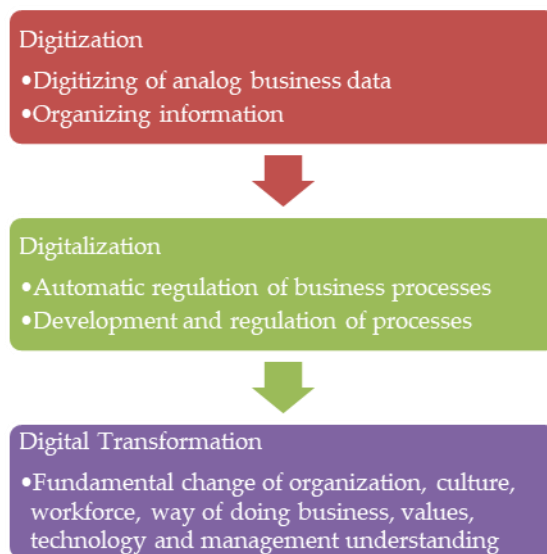 Digitization
•Digitizing of analog business data
•Organizing information
Digitalization
•Automatic regulation of business processes
•Development and regulation of processes
Digital Transformation
•Fundamental change of organization, culture,
workforce, way of doing business, values,
technology and management understanding